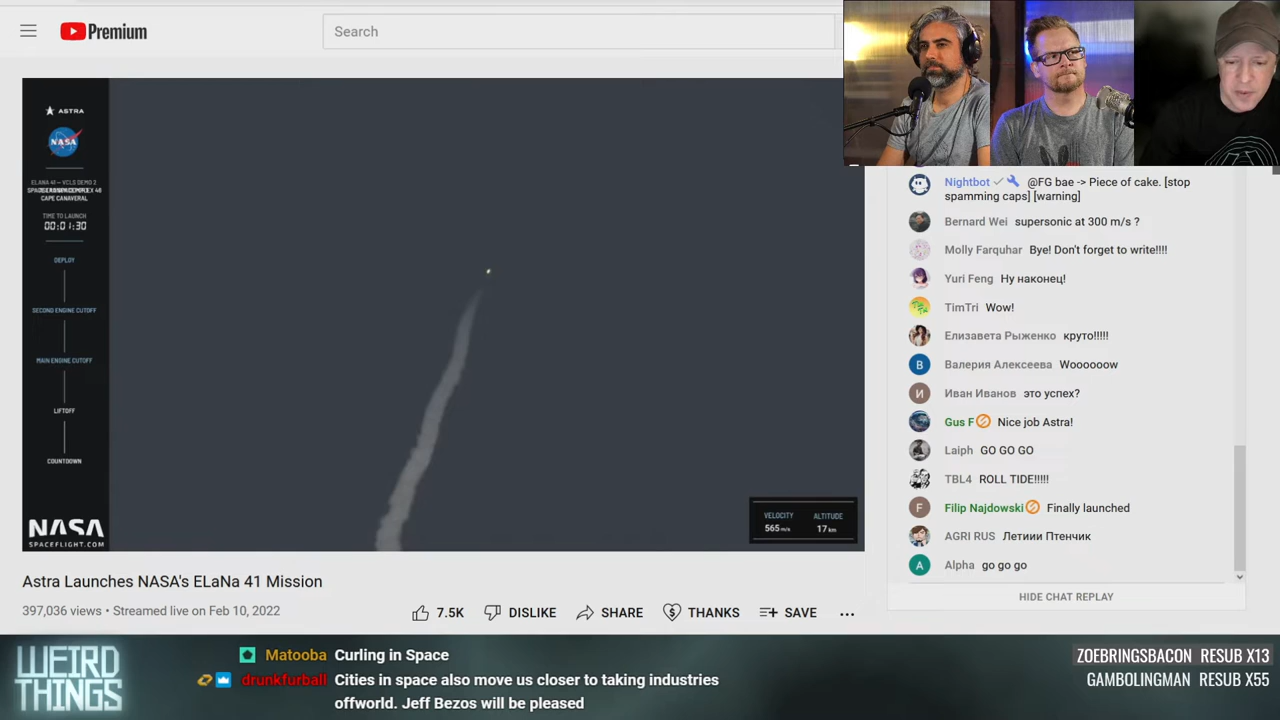 Premium
Search
ASTRA
NASA
ELANA 41 – VCLS DEMO 2
CAPE CANAVERAL
TIME TO LAUNCH
00:01:30
DEPLOY
SECOND ENGINE CUTOFF
MAIN ENGINE CUTOFF
LIFTOFF
COUNTDOWN
NASA
SPACEFLIGHT.COM
VELOCITY
565 m/s
ALTITUDE
17 km
Astra Launches NASA's ELaNa 41 Mission
397,036 views • Streamed live on Feb 10, 2022
7.5K
DISLIKE
SHARE
THANKS
SAVE
Nightbot @FG bae -> Piece of cake. [stop
spamming caps] [warning]
Bernard Wei supersonic at 300 m/s ?
Molly Farquhar Bye! Don't forget to write!!!!
Yuri Feng Ну наконец!
TimTri Wow!
Елизавета Рыженко круто!!!!!
В Валерия Алексеева Woooooow
И Иван Иванов это успех?
Gus F Nice job Astra!
Laiph GO GO GO
TBL4 ROLL TIDE!!!!!
F Filip Najdowski Finally launched
AGRI RUS Летиии Птенчик
A Alpha go go go
HIDE CHAT REPLAY
WEIRD
THINGS
Matooba Curling in Space
drunkfurball Cities in space also move us closer to taking industries
offworld. Jeff Bezos will be pleased
ZOEBRINGSBACON RESUB X13
GAMBOLINGMAN RESUB X55